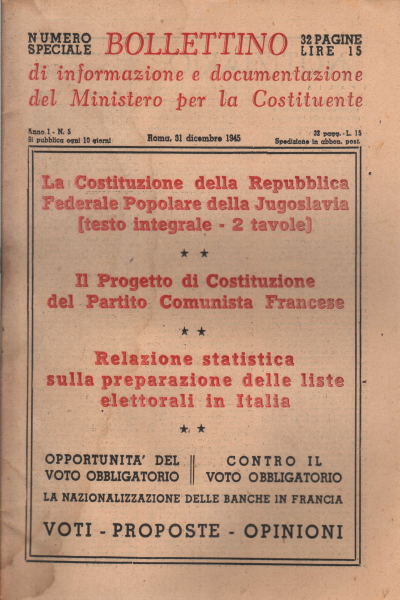 NUMERO
SPECIALE
BOLLETTINO
32 PAGINE
LIRE 15
di informazione e documentazione
del Ministero per la Costituente
Anno I - N. 5
Si pubblica ogni 10 giorni
Roma, 31 dicembre 1945
32 pagg. - L. 15
Spedizione in abbon. post.
La Costituzione della Repubblica
Federale Popolare della Jugoslavia
(testo integrale - 2 tavole)
★ ★
Il Progetto di Costituzione
del Partito Comunista Francese
★ ★
Relazione statistica
sulla preparazione delle liste
elettorali in Italia
★ ★
OPPORTUNITA' DEL
VOTO OBBLIGATORIO
CONTRO IL
VOTO OBBLIGATORIO
LA NAZIONALIZZAZIONE DELLE BANCHE IN FRANCIA
VOTI - PROPOSTE - OPINIONI